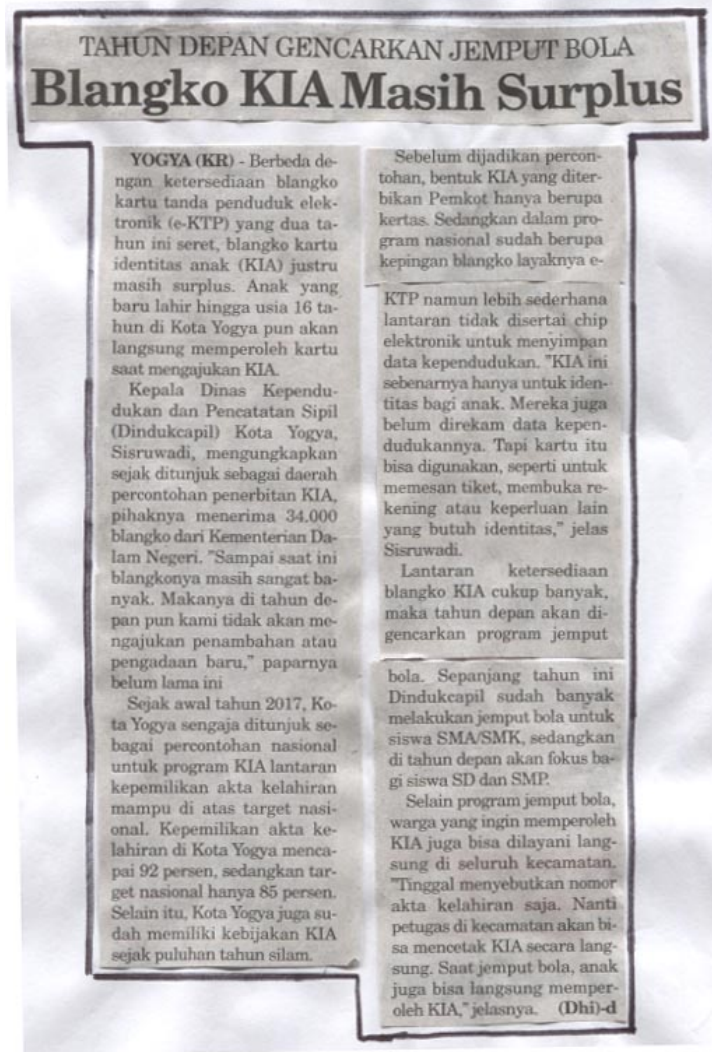 TAHUN DEPAN GENCARKAN JEMPUT BOLA
Blangko KIA Masih Surplus
YOGYA (KR) - Berbeda de-
ngan ketersediaan blangko
kartu tanda penduduk elek-
tronik (e-KTP) yang dua ta-
hun ini seret, blangko kartu
identitas anak (KIA) justru
masih surplus. Anak yang
baru lahir hingga usia 16 ta-
hun di Kota Yogya pun akan
langsung memperoleh kartu
saat mengajukan KIA.
Kepala Dinas Kependu-
dukan dan Pencatatan Sipil
(Dindukcapil) Kota Yogya,
Sisruwadi, mengungkapkan
sejak ditunjuk sebagai daerah
percontohan penerbitan KIA,
pihaknya menerima 34.000
blangko dari Kementerian Da-
lam Negeri. "Sampai saat ini
blangkonya masih sangat ba-
nyak. Makanya di tahun de-
pan pun kami tidak akan me-
ngajukan penambahan atau
pengadaan baru," paparnya
belum lama ini
Sejak awal tahun 2017, Ko-
ta Yogya sengaja ditunjuk se-
bagai percontohan nasional
untuk program KIA lantaran
kepemilikan akta kelahiran
mampu di atas target nasi-
onal. Kepemilikan akta ke-
lahiran di Kota Yogya menca-
pai 92 persen, sedangkan tar-
get nasional hanya 85 persen.
Selain itu, Kota Yogya juga su-
dah memiliki kebijakan KIA
sejak puluhan tahun silam.
Sebelum dijadikan percon-
tohan, bentuk KIA yang diter-
bikan Pemkot hanya berupa
kertas. Sedangkan dalam pro-
gram nasional sudah berupa
kepingan blangko layaknya e-
KTP namun lebih sederhana
lantaran tidak disertai chip
elektronik untuk menyimpan
data kependudukan. "KIA ini
sebenarnya hanya untuk iden-
titas bagi anak. Mereka juga
belum direkam data kepen-
dudukannya. Tapi kartu itu
bisa digunakan, seperti untuk
memesan tiket, membuka re-
kening atau keperluan lain
yang butuh identitas," jelas
Sisruwadi.
Lantaran ketersediaan
blangko KIA cukup banyak,
maka tahun depan akan di-
gencarkan program jemput
bola. Sepanjang tahun ini
Dindukcapil sudah banyak
melakukan jemput bola untuk
siswa SMA/SMK, sedangkan
di tahun depan akan fokus ba-
gi siswa SD dan SMP.
Selain program jemput bola,
warga yang ingin memperoleh
KIA juga bisa dilayani lang-
sung di seluruh kecamatan.
"Tinggal menyebutkan nomor
akta kelahiran saja. Nanti
petugas di kecamatan akan bi-
sa mencetak KIA secara lang-
sung. Saat jemput bola, anak
juga bisa langsung memper-
oleh KIA," jelasnya. (Dhi)-d